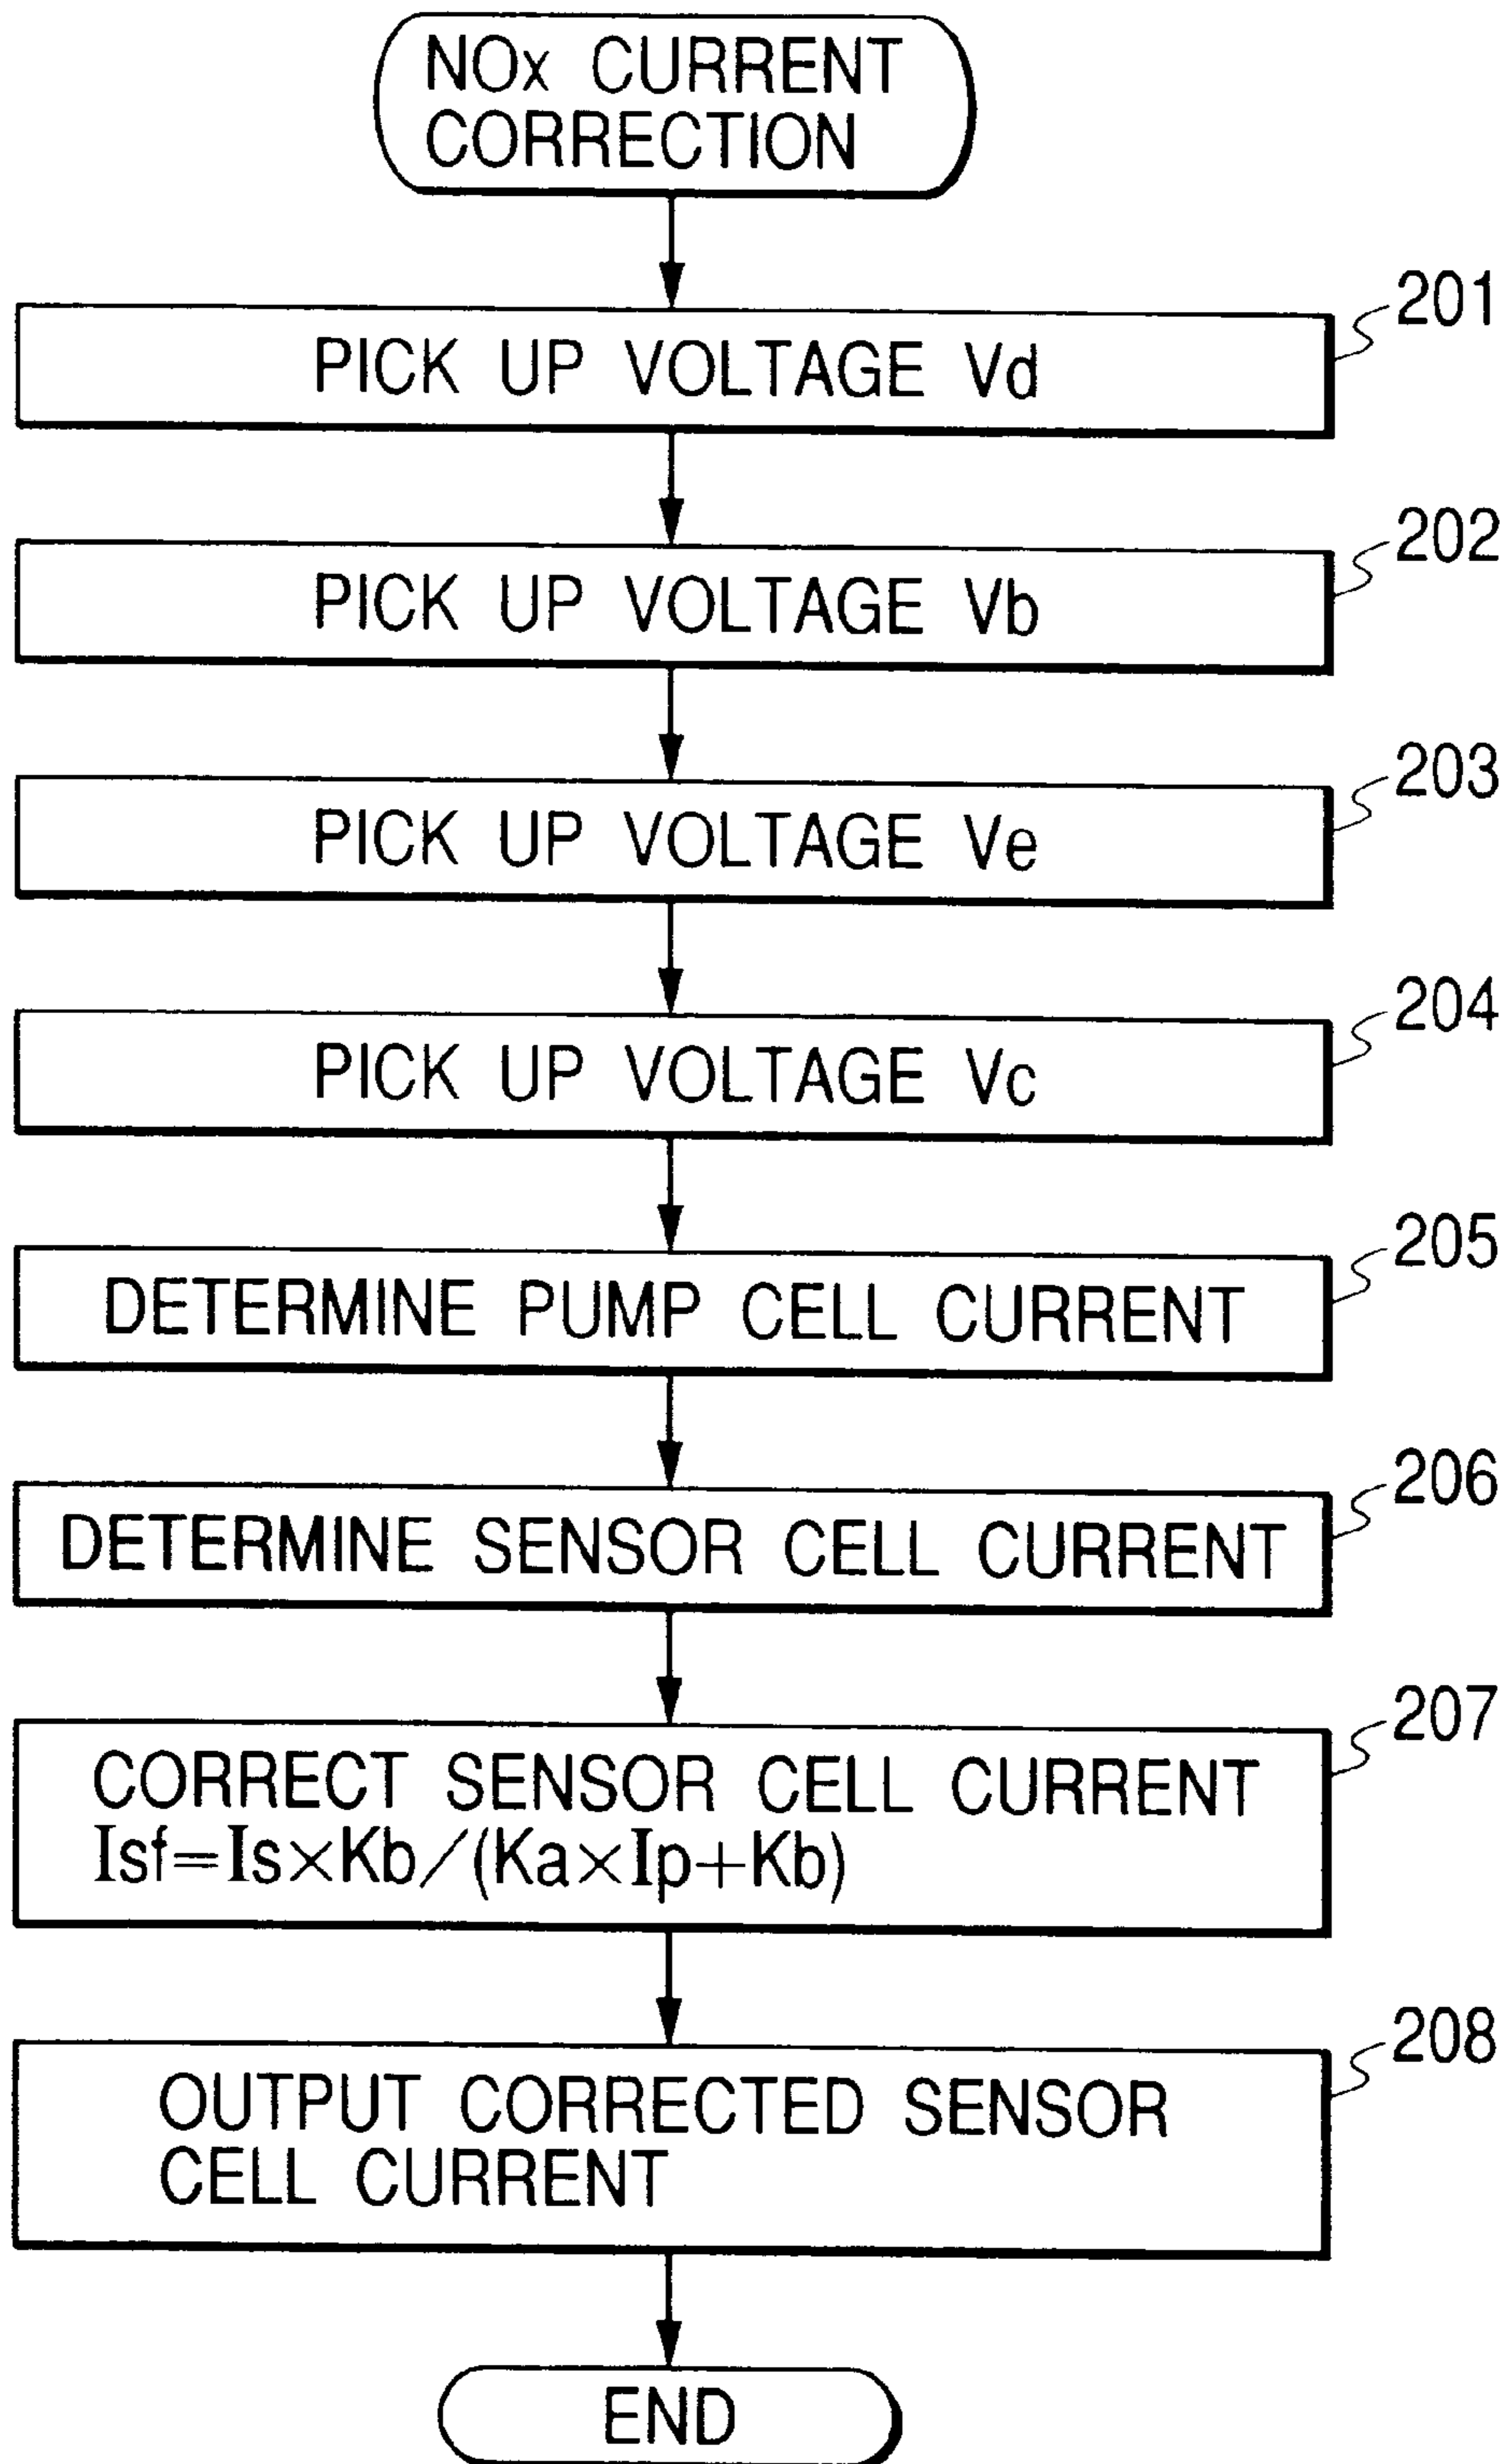 NOx CURRENT
CORRECTION
201
PICK UP VOLTAGE Vd
202
PICK UP VOLTAGE Vb
203
PICK UP VOLTAGE Ve
204
PICK UP VOLTAGE Vc
205
DETERMINE PUMP CELL CURRENT
206
DETERMINE SENSOR CELL CURRENT
207
CORRECT SENSOR CELL CURRENT
Isf=Is×Kb/(Ka×Ip+Kb)
208
OUTPUT CORRECTED SENSOR
CELL CURRENT
END